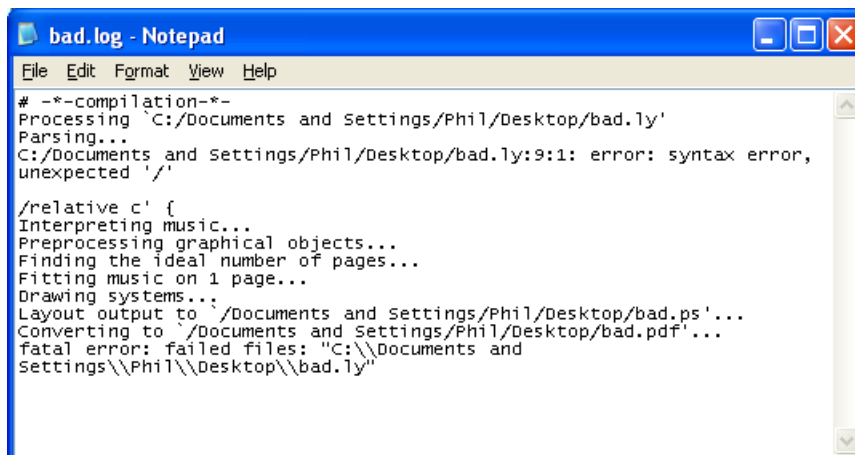 bad.log - Notepad
File Edit Format View Help
# -*-compilation-*-
Processing `C:/Documents and Settings/Phil/Desktop/bad.ly'
Parsing...
C:/Documents and Settings/Phil/Desktop/bad.ly:9:1: error: syntax error,
unexpected '/'
/relative c' {
Interpreting music...
Preprocessing graphical objects...
Finding the ideal number of pages...
Fitting music on 1 page...
Drawing systems...
Layout output to `/Documents and Settings/Phil/Desktop/bad.ps'...
Converting to `/Documents and Settings/Phil/Desktop/bad.pdf'...
fatal error: failed files: "C:\\Documents and
Settings\\Phil\\Desktop\\bad.ly"